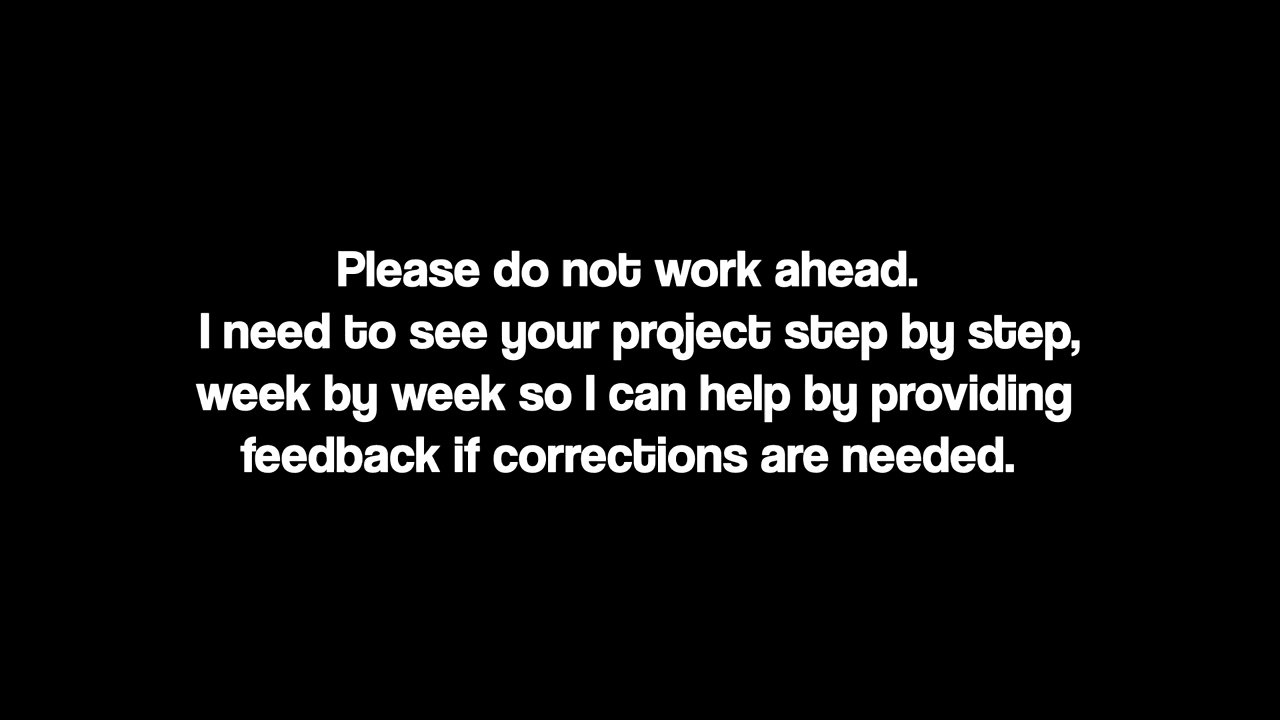 Please do not work ahead.
I need to see your project step by step,
week by week so I can help by providing
feedback if corrections are needed.